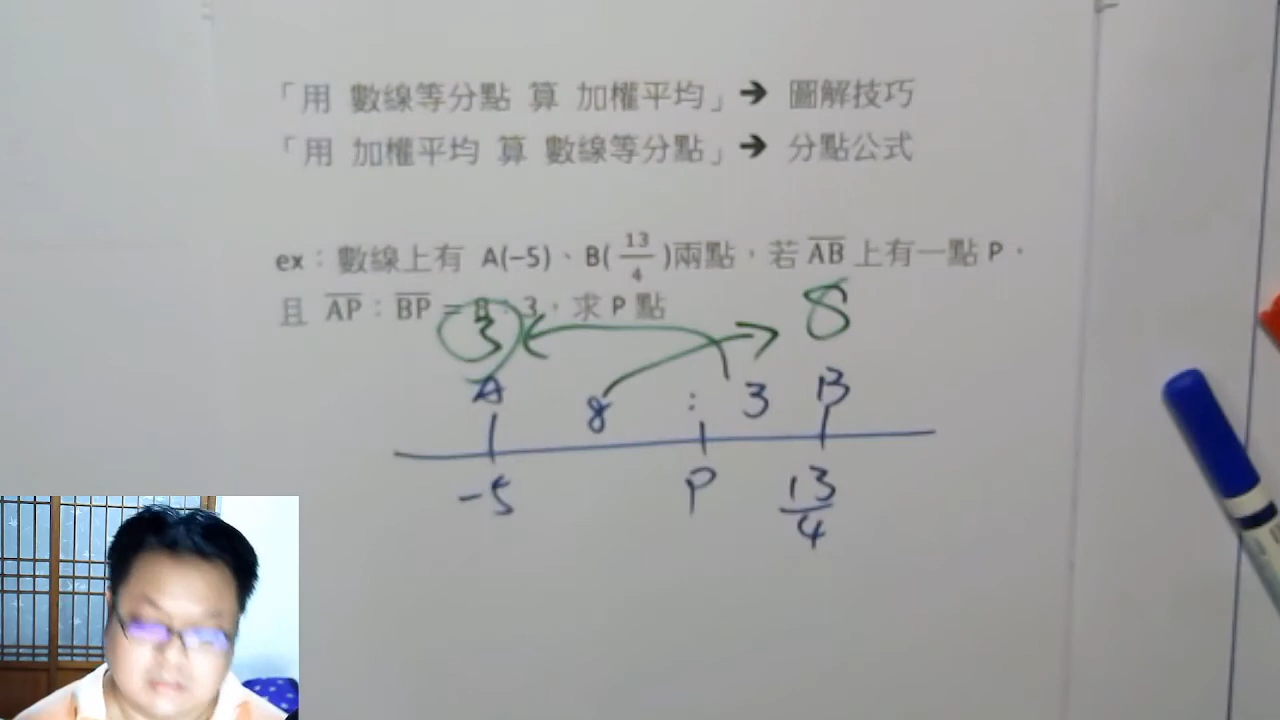 「用 數線等分點 算 加權平均」➔ 圖解技巧
「用 加權平均 算 數線等分點」➔ 分點公式
ex：數線上有 A(−5)、B(13/4)兩點，若 AB 上有一點 P，
且 AP：BP = 8：3，求 P 點
3 8
A 8 : 3 B
-5 P 13/4